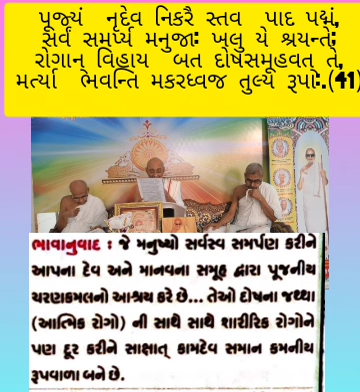 પૂજ્યં નૃદેવ નિકરૈ સ્તવ પાદ પદ્મં,
સર્વં સમર્પ્ય મનુજાઃ ખલુ યે શ્રયન્તે;
રોગાન્ વિહાય બત દોષસમૂહવત્ તે,
મર્ત્યા ભવન્તિ મકરધ્વજ તુલ્ય રૂપાઃ.(41)
ભાવાનુવાદ : જે મનુષ્યો સર્વસ્વ સમર્પણ કરીને
આપના દેવ અને માનવના સમૂહ દ્વારા પૂજનીય
ચરણકમલનો આશ્રય કરે છે... તેઓ દોષના જથ્થા
(આત્મિક રોગો) ની સાથે સાથે શારીરિક રોગોને
પણ દૂર કરીને સાક્ષાત્ કામદેવ સમાન કમનીય
રૂપવાળા બને છે.